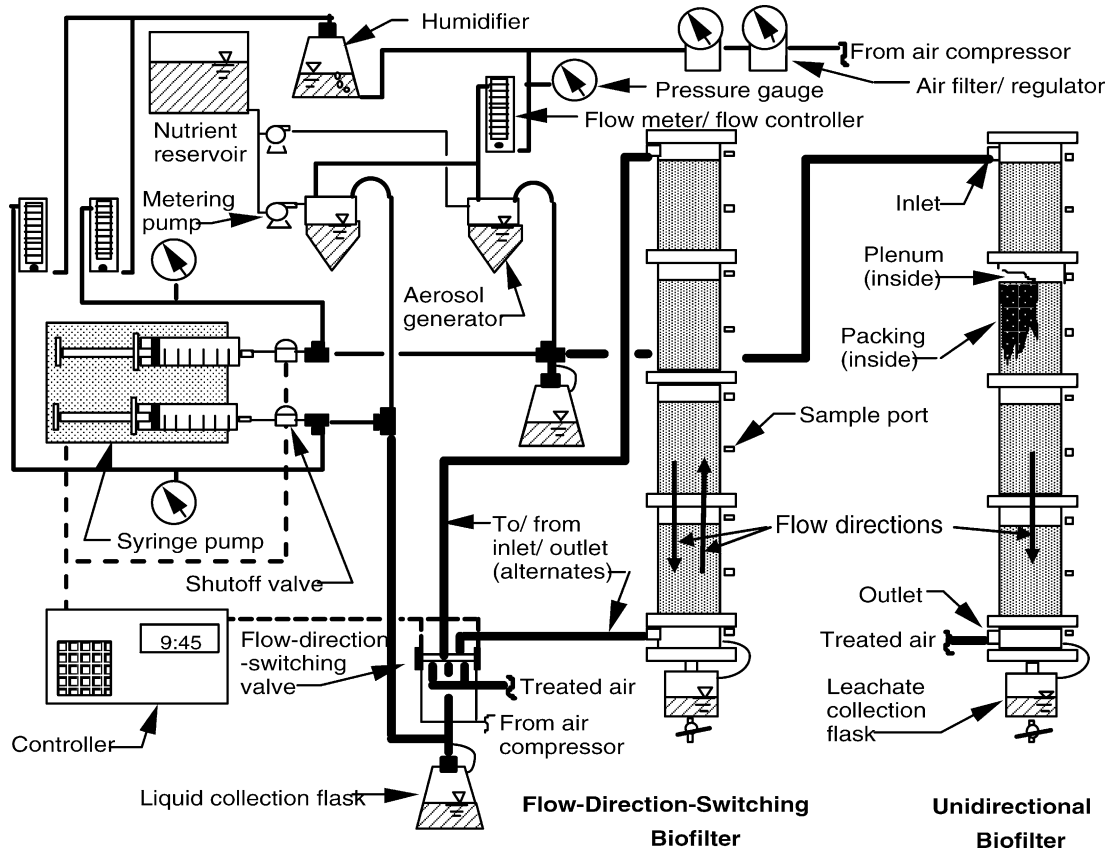 Humidifier
From air compressor
Air filter/ regulator
Pressure gauge
Flow meter/ flow controller
Nutrient
reservoir
Metering
pump
Inlet
Plenum
(inside)
Aerosol
generator
Packing
(inside)
Sample port
To/ from
inlet/ outlet
(alternates)
Flow directions
Syringe pump
Shutoff valve
Outlet
9:45
Flow-direction
-switching
valve
Treated air
Treated air
From air
compressor
Leachate
collection
flask
Controller
Liquid collection flask
Flow-Direction-Switching
Biofilter
Unidirectional
Biofilter